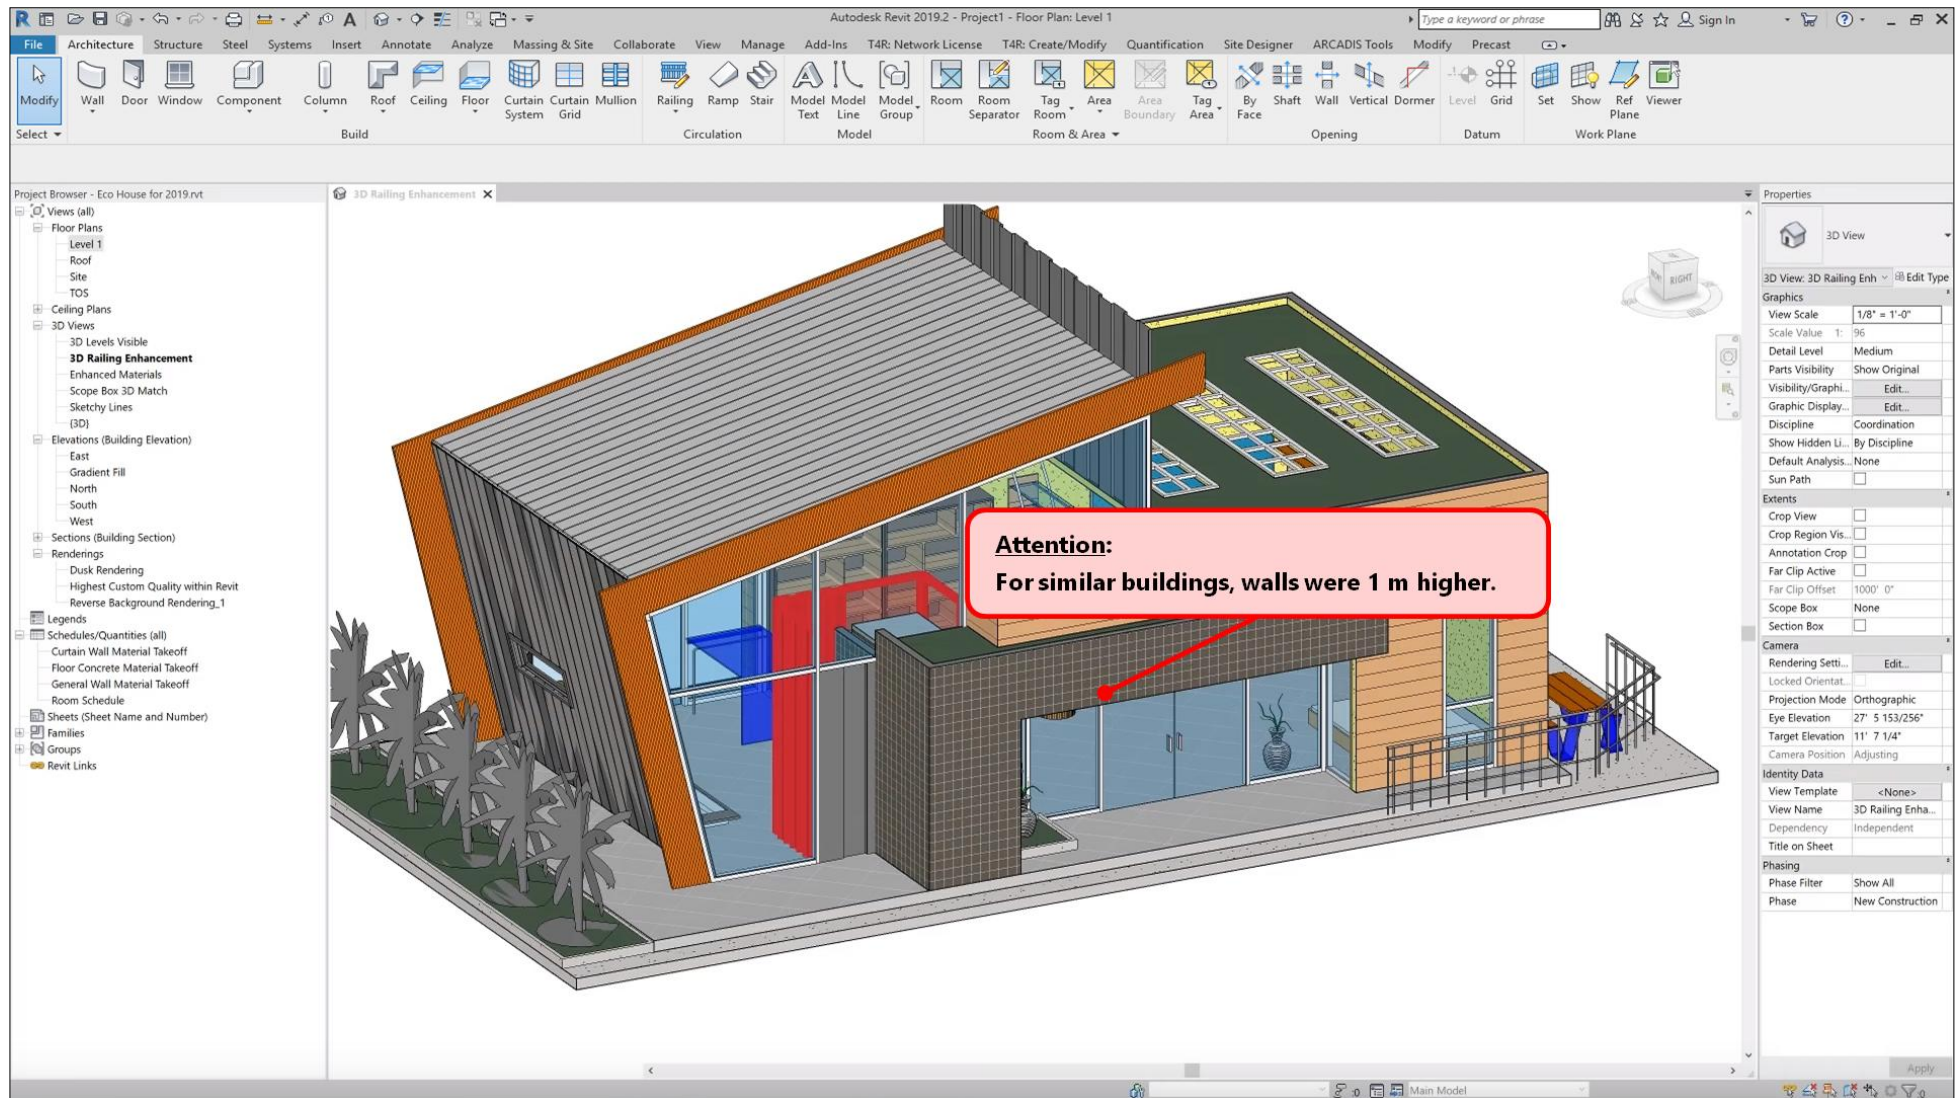 Autodesk Revit 2019.2 - Project1 - Floor Plan: Level 1
Type a keyword or phrase
Sign In
File Architecture Structure Steel Systems Insert Annotate Analyze Massing & Site Collaborate View Manage Add-Ins T4R: Network License T4R: Create/Modify Quantification Site Designer ARCADIS Tools Modify Precast
Modify Wall Door Window Component Column Roof Ceiling Floor Curtain System Curtain Grid Mullion Railing Ramp Stair Model Text Model Line Model Group Room Room Separator Tag Room Area Area Boundary Tag Area By Face Shaft Wall Vertical Dormer Level Grid Set Show Ref Plane Viewer
Select Build Circulation Model Room & Area Opening Datum Work Plane
Project Browser - Eco House for 2019.rvt
Views (all)
Floor Plans
Level 1
Roof
Site
TOS
Ceiling Plans
3D Views
3D Levels Visible
3D Railing Enhancement
Enhanced Materials
Scope Box 3D Match
Sketchy Lines
{3D}
Elevations (Building Elevation)
East
Gradient Fill
North
South
West
Sections (Building Section)
Renderings
Dusk Rendering
Highest Custom Quality within Revit
Reverse Background Rendering_1
Legends
Schedules/Quantities (all)
Curtain Wall Material Takeoff
Floor Concrete Material Takeoff
General Wall Material Takeoff
Room Schedule
Sheets (Sheet Name and Number)
Families
Groups
Revit Links
3D Railing Enhancement
RIGHT
Attention:
For similar buildings, walls were 1 m higher.
Properties
3D View
3D View: 3D Railing Enh Edit Type
Graphics
View Scale 1/8" = 1'-0"
Scale Value 1: 96
Detail Level Medium
Parts Visibility Show Original
Visibility/Graphi... Edit...
Graphic Display... Edit...
Discipline Coordination
Show Hidden Li... By Discipline
Default Analysis... None
Sun Path
Extents
Crop View
Crop Region Vis...
Annotation Crop
Far Clip Active
Far Clip Offset 1000' 0"
Scope Box None
Section Box
Camera
Rendering Setti... Edit...
Locked Orientat...
Projection Mode Orthographic
Eye Elevation 27' 5 153/256"
Target Elevation 11' 7 1/4"
Camera Position Adjusting
Identity Data
View Template <None>
View Name 3D Railing Enha...
Dependency Independent
Title on Sheet
Phasing
Phase Filter Show All
Phase New Construction
Apply
:0
Main Model
:0